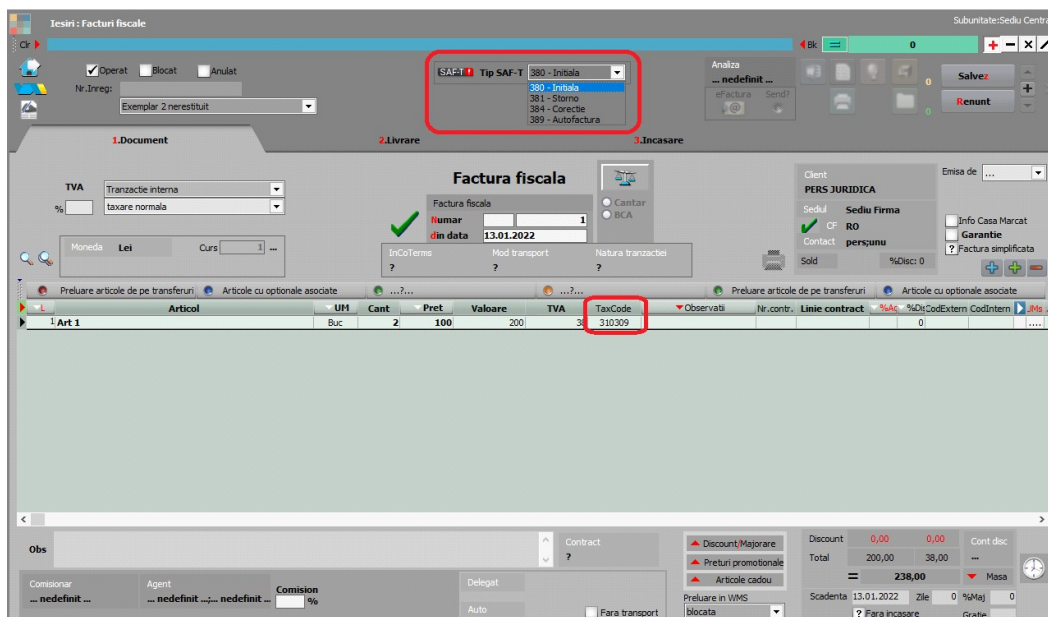 Iesiri : Facturi fiscale
Subunitate:Sediu Centra
Clr
Bk
0
Operat Blocat Anulat
Nr.Inreg:
Exemplar 2 nerestituit
SAF-T ! Tip SAF-T 380 - Initiala
380 - Initiala
381 - Storno
384 - Corectie
389 - Autofactura
Analiza
... nedefinit ...
eFactura Send?
0
0
Salvez
Renunt
1.Document
2.Livrare
3.Incasare
TVA Tranzactie interna
% taxare normala
Moneda Lei Curs 1 ...
Factura fiscala
Factura fiscala
Numar 1
din data 13.01.2022
Cantar
BCA
InCoTerms Mod transport Natura tranzactiei
? ? ?
Client
PERS JURIDICA
Sediul Sediu Firma
CF RO
Contact pers;unu
Sold %Disc: 0
Emisa de ...
Info Casa Marcat
Garantie
? Factura simplificata
Preluare articole de pe transferuri Articole cu optionale asociate ...?... ...?... Preluare articole de pe transferuri Articole cu optionale asociate
L Articol UM Cant Pret Valoare TVA TaxCode Observatii Nr.contr. Linie contract %Ac %Dis CodExtern CodIntern JMs
1 Art 1 Buc 2 100 200 38 310309 0 ....
Obs
Contract
?
Discount/Majorare
Preturi promotionale
Articole cadou
Discount 0,00 0,00 Cont disc
Total 200,00 38,00 ...
= 238,00 Masa
Comisionar Agent Comision
... nedefinit ... ... nedefinit ...;... nedefinit ... %
Delegat
Auto
Fara transport
Preluare in WMS
blocata
Scadenta 13.01.2022 Zile 0 %Maj 0
? Fara incasare Gratie